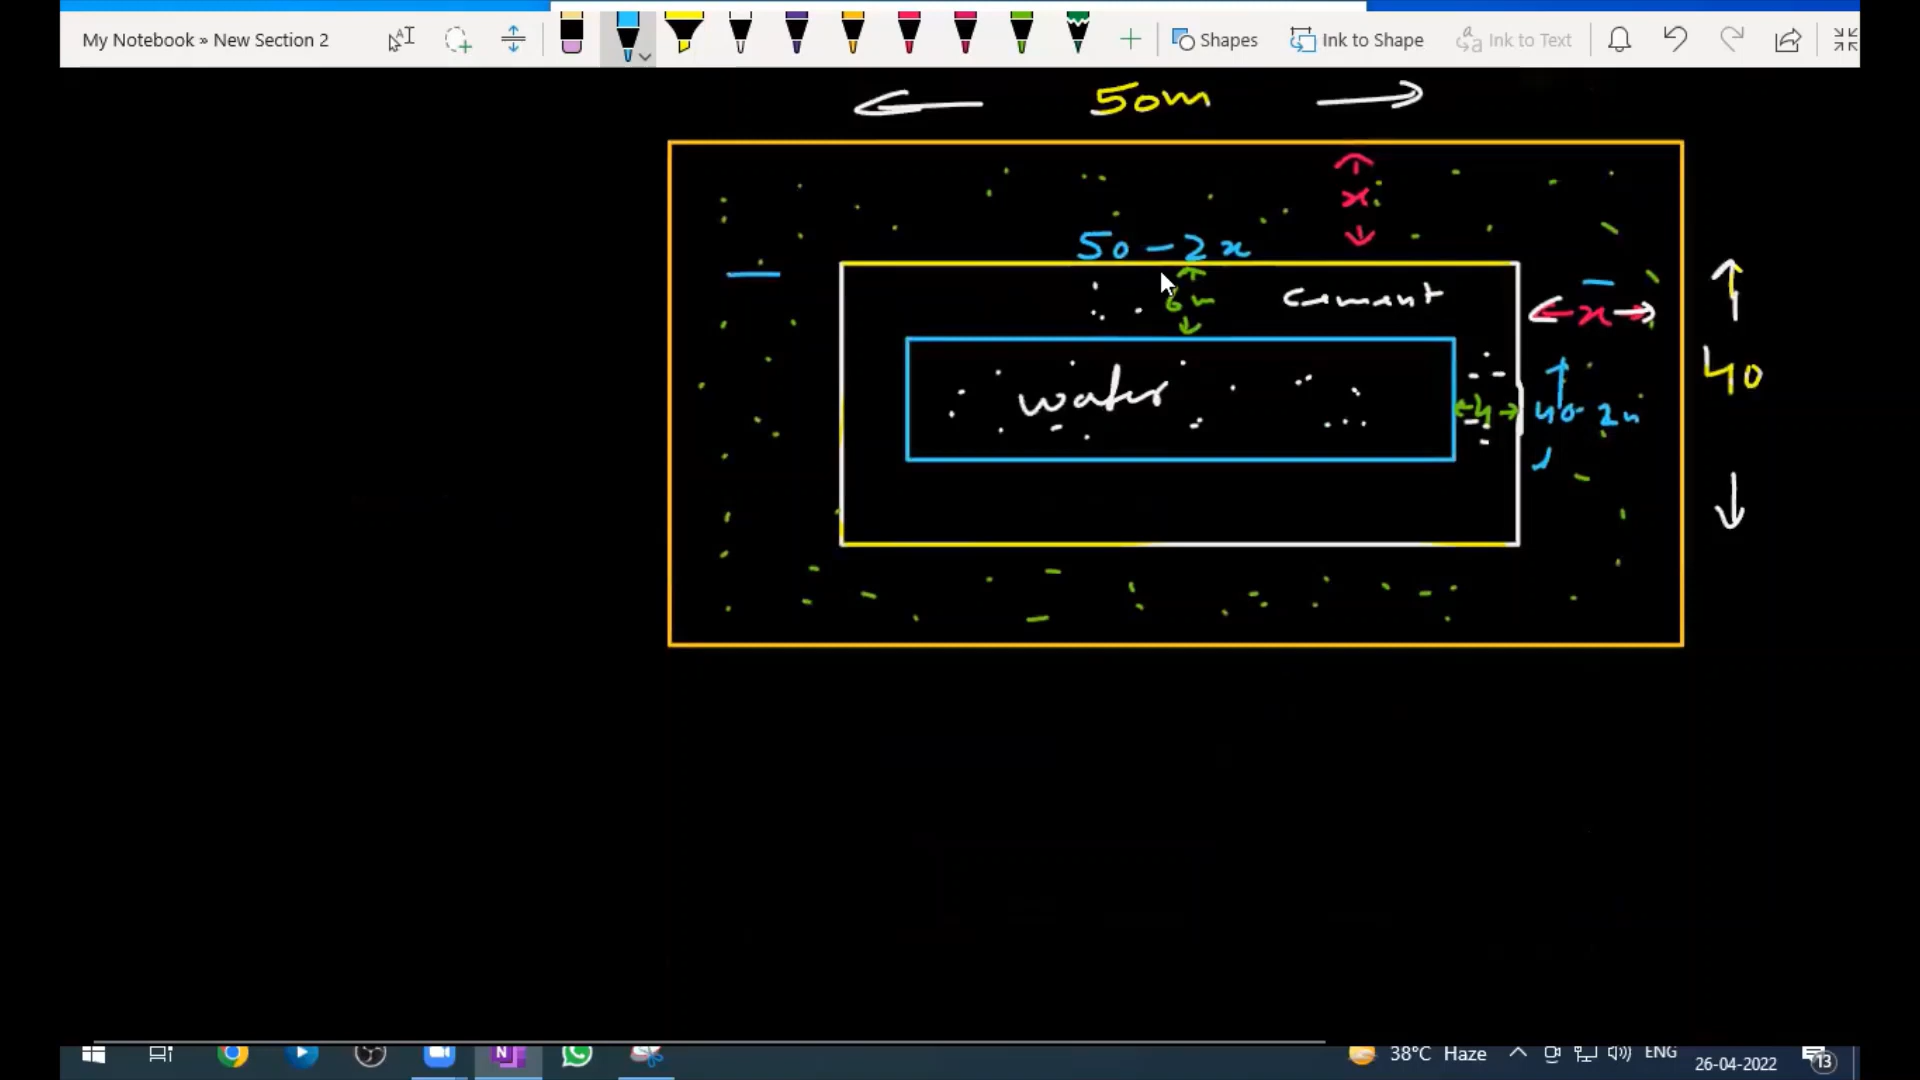 My Notebook » New Section 2
Shapes
Ink to Shape
Ink to Text
50m
x
50-2x
6m
cement
x
40
water
4
40-2x
38°C Haze
ENG
26-04-2022
13